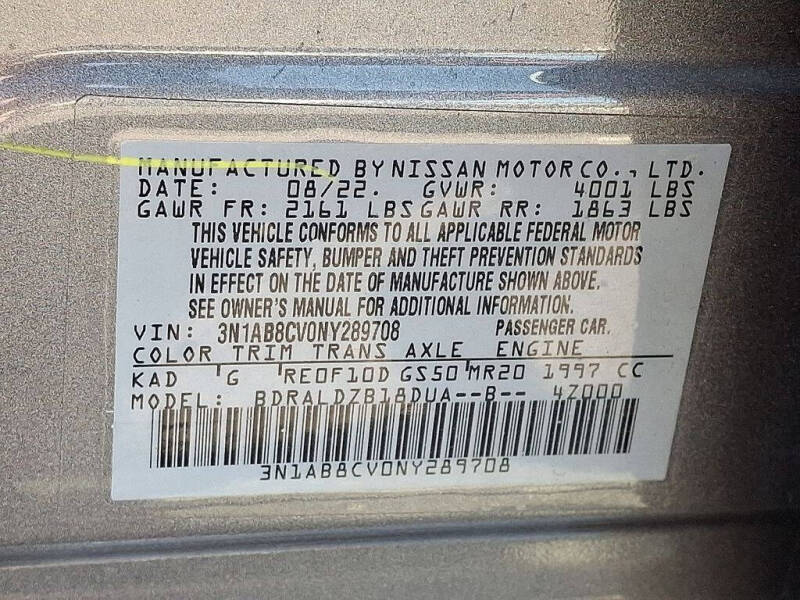 MANUFACTURED BY NISSAN MOTOR CO., LTD.
DATE: 08/22. GVWR: 4001 LBS
GAWR FR: 2161 LBS GAWR RR: 1863 LBS
THIS VEHICLE CONFORMS TO ALL APPLICABLE FEDERAL MOTOR
VEHICLE SAFETY, BUMPER AND THEFT PREVENTION STANDARDS
IN EFFECT ON THE DATE OF MANUFACTURE SHOWN ABOVE.
SEE OWNER'S MANUAL FOR ADDITIONAL INFORMATION.
VIN: 3N1AB8CV0NY289708 PASSENGER CAR.
COLOR TRIM TRANS AXLE ENGINE
KAD G RE0F10D GS50 MR20 1997 CC
MODEL: BDRALDZB18DUA--B-- 4Z000
3N1AB8CV0NY289708